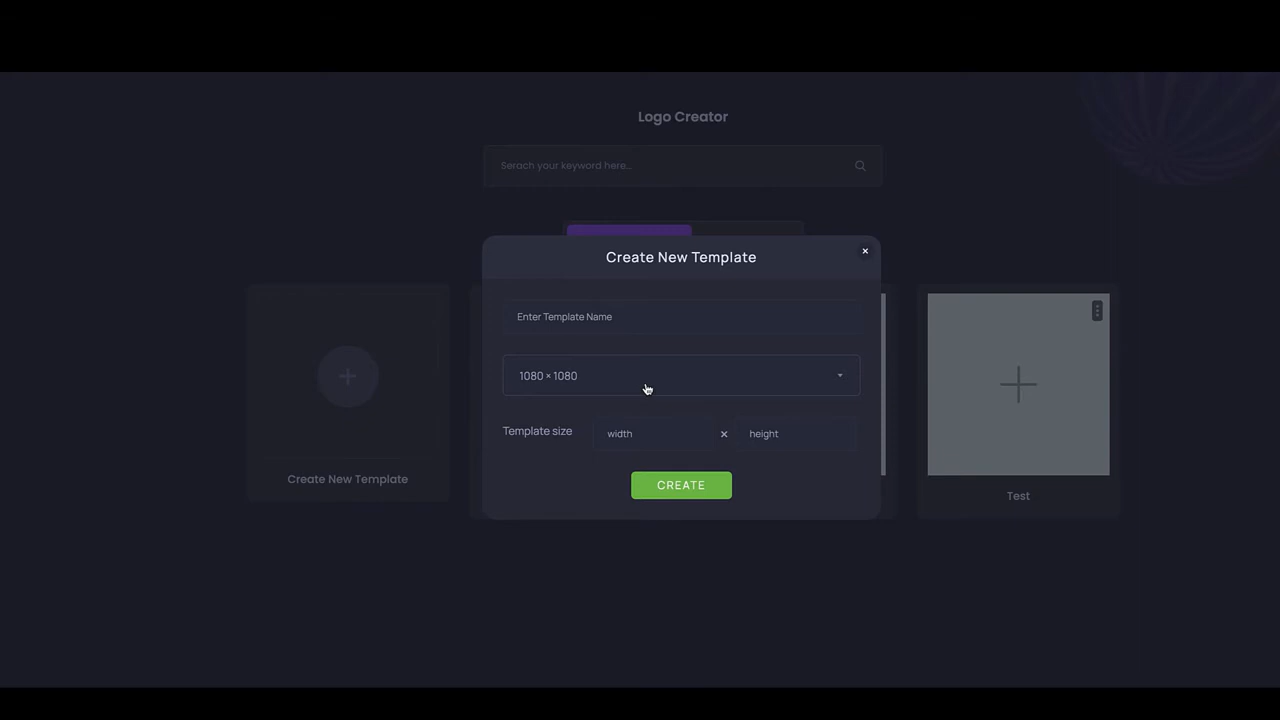 Logo Creator
Serach your keyword here...
Create New Template
Enter Template Name
1080 × 1080
Template size
width
×
height
CREATE
Create New Template
Test